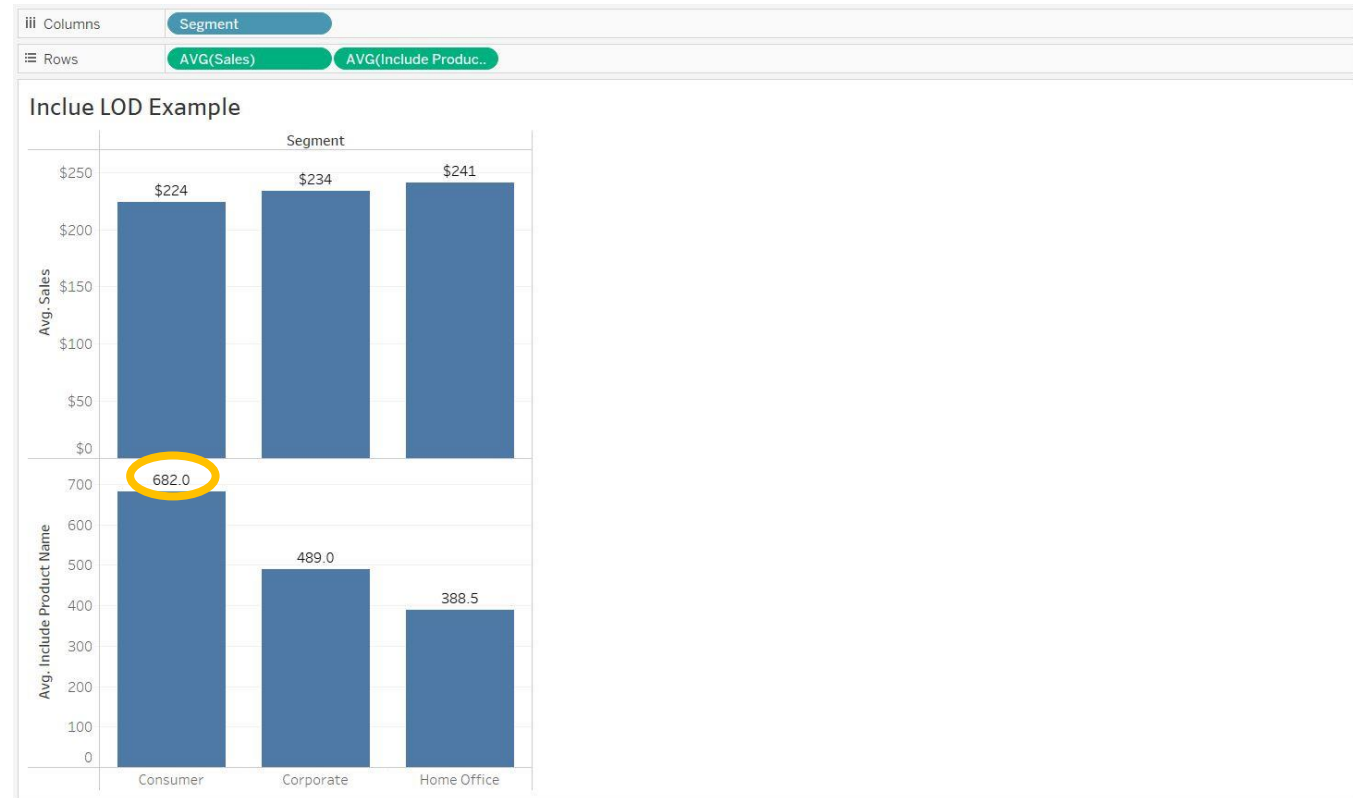 Columns Segment
Rows AVG(Sales) AVG(Include Produc..
Inclue LOD Example
Segment
$250
$200
$150
$100
$50
$0
Avg. Sales
$224 $234 $241
700
600
500
400
300
200
100
0
Avg. Include Product Name
682.0 489.0 388.5
Consumer Corporate Home Office